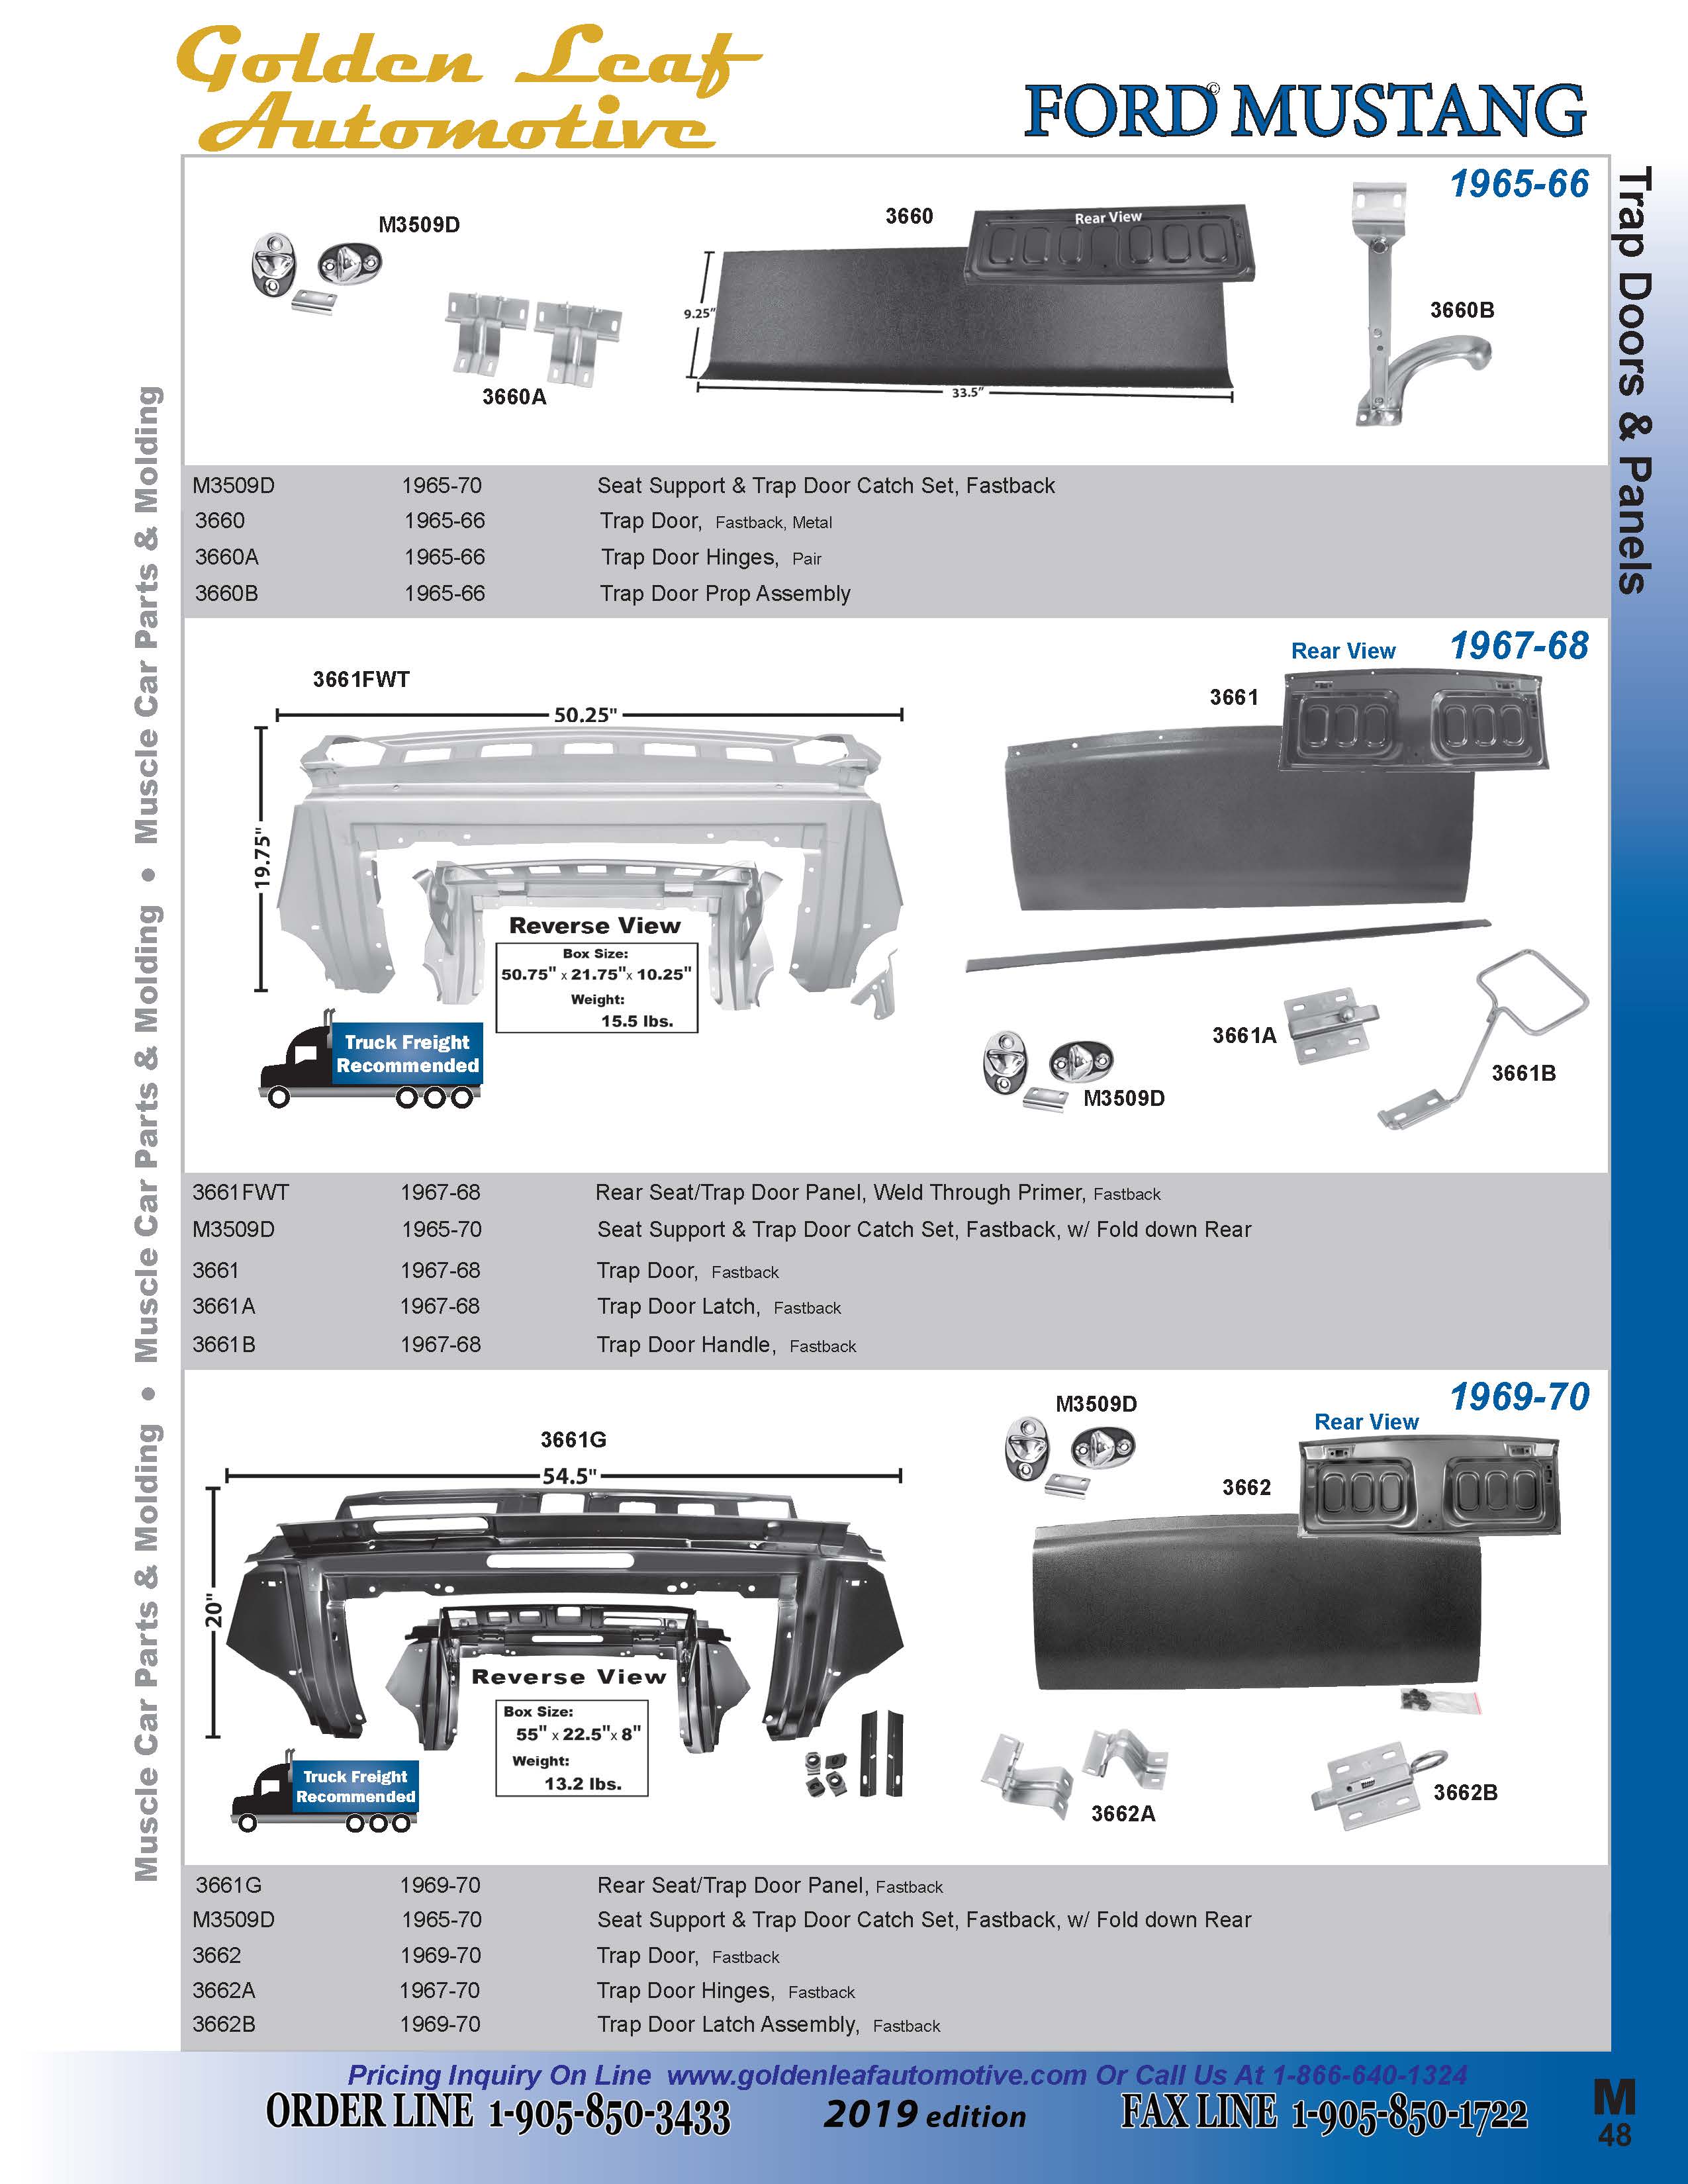 Golden Leaf
Automotive
FORD© MUSTANG
Trap Doors & Panels
Muscle Car Parts & Molding • Muscle Car Parts & Molding • Muscle Car Parts & Molding
1965-66
M3509D
3660
Rear View
9.25"
33.5"
3660A
3660B
M3509D 1965-70 Seat Support & Trap Door Catch Set, Fastback
3660 1965-66 Trap Door, Fastback, Metal
3660A 1965-66 Trap Door Hinges, Pair
3660B 1965-66 Trap Door Prop Assembly
1967-68
Rear View
3661FWT
50.25"
19.75"
3661
Reverse View
Box Size:
50.75" x 21.75"x 10.25"
Weight:
15.5 lbs.
Truck Freight
Recommended
M3509D
3661A
3661B
3661FWT 1967-68 Rear Seat/Trap Door Panel, Weld Through Primer, Fastback
M3509D 1965-70 Seat Support & Trap Door Catch Set, Fastback, w/ Fold down Rear
3661 1967-68 Trap Door, Fastback
3661A 1967-68 Trap Door Latch, Fastback
3661B 1967-68 Trap Door Handle, Fastback
1969-70
M3509D
Rear View
3661G
54.5"
20"
3662
Reverse View
Box Size:
55" x 22.5"x 8"
Weight:
13.2 lbs.
Truck Freight
Recommended
3662A
3662B
3661G 1969-70 Rear Seat/Trap Door Panel, Fastback
M3509D 1965-70 Seat Support & Trap Door Catch Set, Fastback, w/ Fold down Rear
3662 1969-70 Trap Door, Fastback
3662A 1967-70 Trap Door Hinges, Fastback
3662B 1969-70 Trap Door Latch Assembly, Fastback
Pricing Inquiry On Line www.goldenleafautomotive.com Or Call Us At 1-866-640-1324
ORDER LINE 1-905-850-3433 2019 edition FAX LINE 1-905-850-1722
M
48